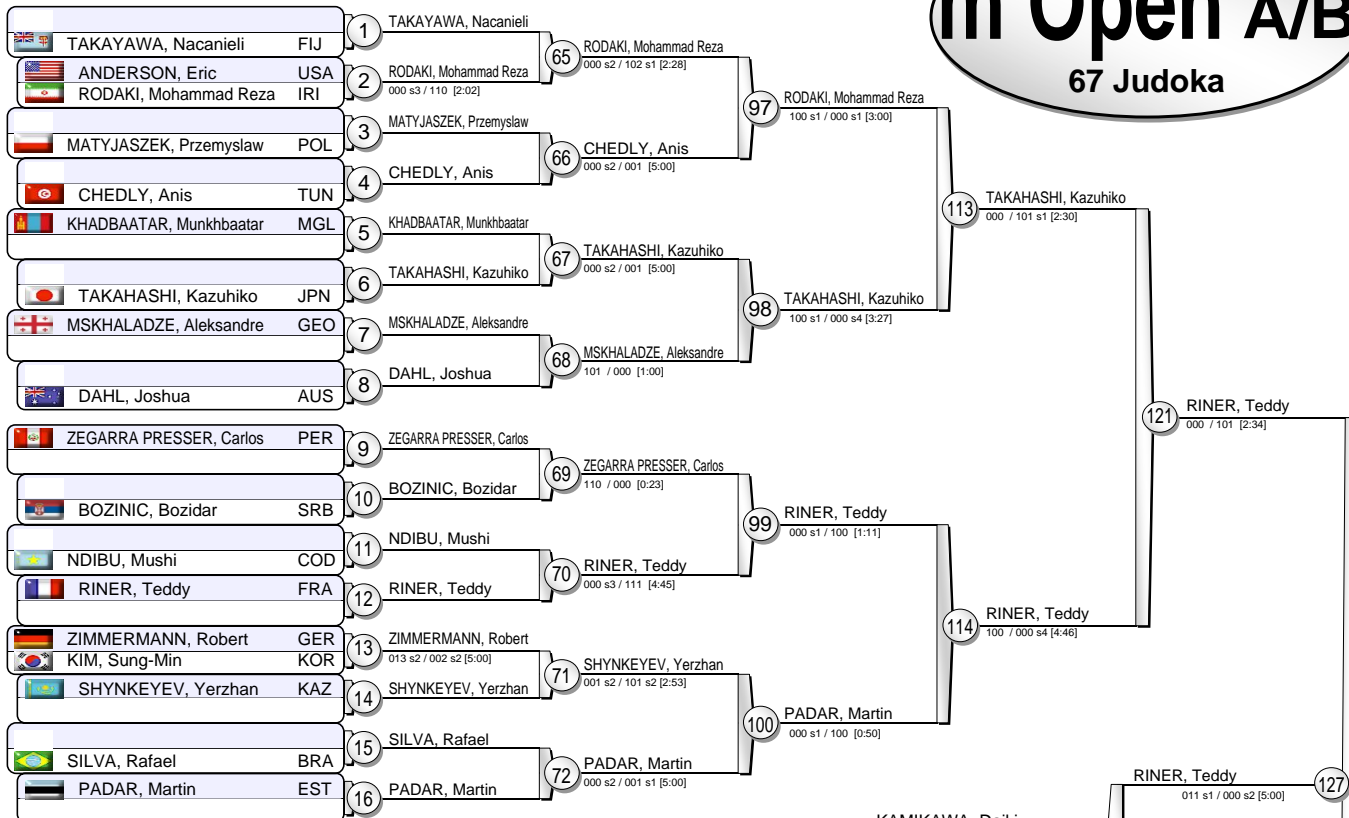 m Open A/B
67 Judoka
TAKAYAWA, Nacanieli FIJ
ANDERSON, Eric USA
RODAKI, Mohammad Reza IRI
MATYJASZEK, Przemyslaw POL
CHEDLY, Anis TUN
KHADBAATAR, Munkhbaatar MGL
TAKAHASHI, Kazuhiko JPN
MSKHALADZE, Aleksandre GEO
DAHL, Joshua AUS
ZEGARRA PRESSER, Carlos PER
BOZINIC, Bozidar SRB
NDIBU, Mushi COD
RINER, Teddy FRA
ZIMMERMANN, Robert GER
KIM, Sung-Min KOR
SHYNKEYEV, Yerzhan KAZ
SILVA, Rafael BRA
PADAR, Martin EST
1 TAKAYAWA, Nacanieli
2 RODAKI, Mohammad Reza
000 s3 / 110 [2:02]
3 MATYJASZEK, Przemyslaw
4 CHEDLY, Anis
5 KHADBAATAR, Munkhbaatar
6 TAKAHASHI, Kazuhiko
7 MSKHALADZE, Aleksandre
8 DAHL, Joshua
9 ZEGARRA PRESSER, Carlos
10 BOZINIC, Bozidar
11 NDIBU, Mushi
12 RINER, Teddy
13 ZIMMERMANN, Robert
013 s2 / 002 s2 [5:00]
14 SHYNKEYEV, Yerzhan
15 SILVA, Rafael
16 PADAR, Martin
65 RODAKI, Mohammad Reza
000 s2 / 102 s1 [2:28]
66 CHEDLY, Anis
000 s2 / 001 [5:00]
67 TAKAHASHI, Kazuhiko
000 s2 / 001 [5:00]
68 MSKHALADZE, Aleksandre
101 / 000 [1:00]
69 ZEGARRA PRESSER, Carlos
110 / 000 [0:23]
70 RINER, Teddy
000 s3 / 111 [4:45]
71 SHYNKEYEV, Yerzhan
001 s2 / 101 s2 [2:53]
72 PADAR, Martin
000 s2 / 001 s1 [5:00]
97 RODAKI, Mohammad Reza
100 s1 / 000 s1 [3:00]
98 TAKAHASHI, Kazuhiko
100 s1 / 000 s4 [3:27]
99 RINER, Teddy
000 s1 / 100 [1:11]
100 PADAR, Martin
000 s1 / 100 [0:50]
113 TAKAHASHI, Kazuhiko
000 / 101 s1 [2:30]
114 RINER, Teddy
100 / 000 s4 [4:46]
121 RINER, Teddy
000 / 101 [2:34]
RINER, Teddy 127
011 s1 / 000 s2 [5:00]